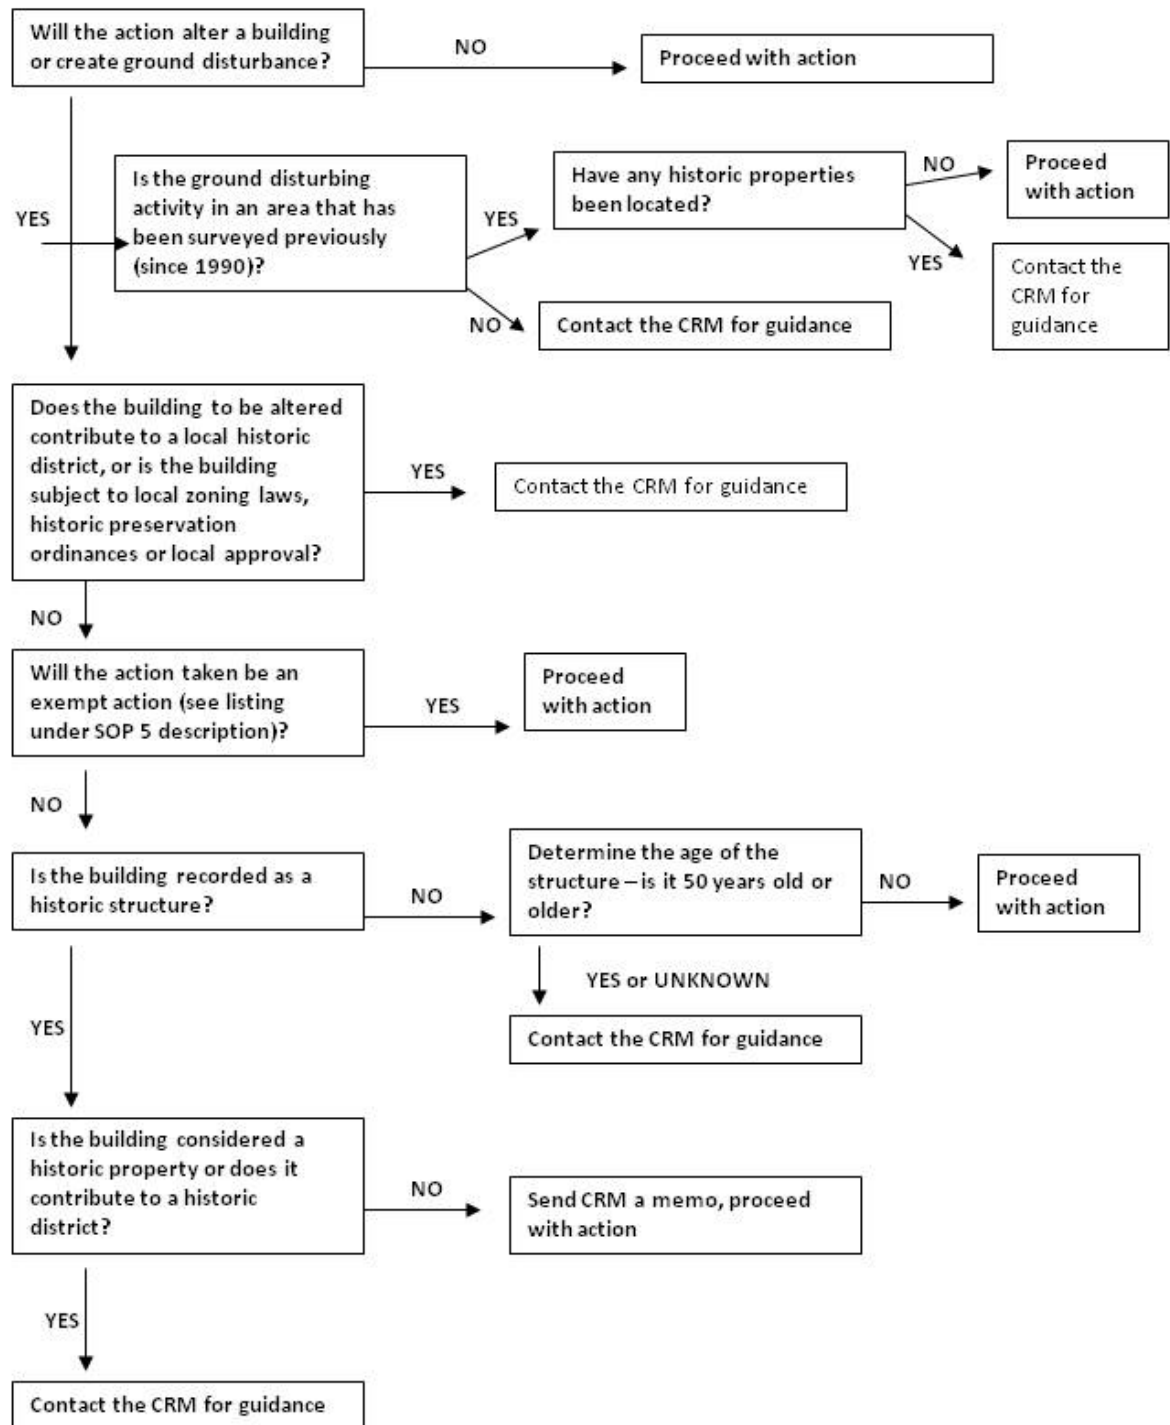 Will the action alter a building
or create ground disturbance?
NO
Proceed with action
YES
Is the ground disturbing
activity in an area that has
been surveyed previously
(since 1990)?
YES
Have any historic properties
been located?
NO
Proceed
with action
YES
Contact the
CRM for
guidance
NO
Contact the CRM for guidance
Does the building to be altered
contribute to a local historic
district, or is the building
subject to local zoning laws,
historic preservation
ordinances or local approval?
YES
Contact the CRM for guidance
NO
Will the action taken be an
exempt action (see listing
under SOP 5 description)?
YES
Proceed
with action
NO
Is the building recorded as a
historic structure?
NO
Determine the age of the
structure – is it 50 years old or
older?
NO
Proceed
with action
YES or UNKNOWN
Contact the CRM for guidance
YES
Is the building considered a
historic property or does it
contribute to a historic
district?
NO
Send CRM a memo, proceed
with action
YES
Contact the CRM for guidance